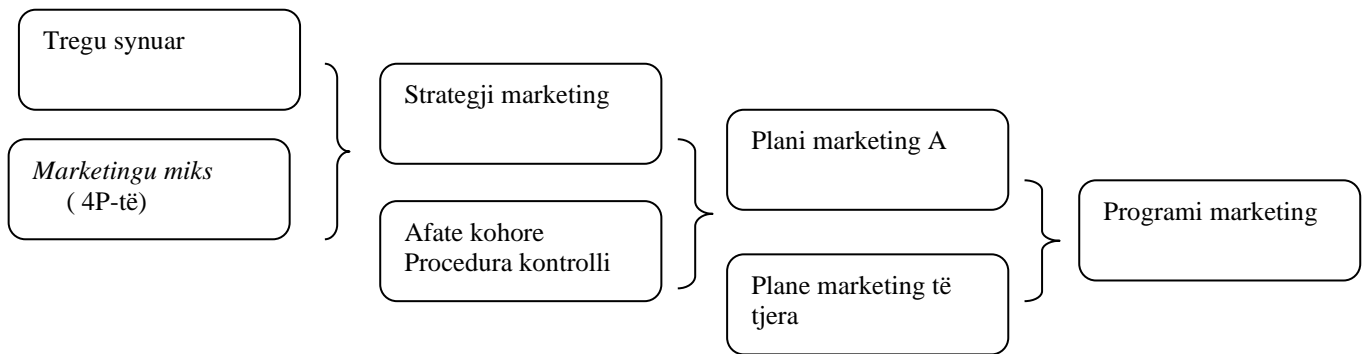 Tregu synuar
Marketingu miks
( 4P-të)
Strategji marketing
Afate kohore
Procedura kontrolli
Plani marketing A
Plane marketing të
tjera
Programi marketing